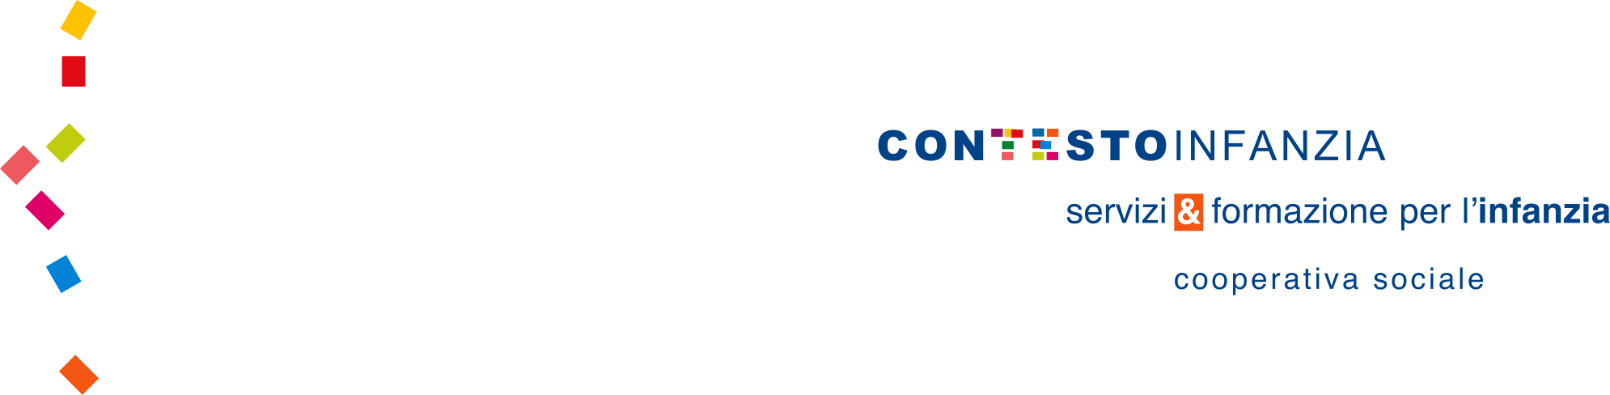 CONTESTOINFANZIA
servizi & formazione per l'infanzia
cooperativa sociale